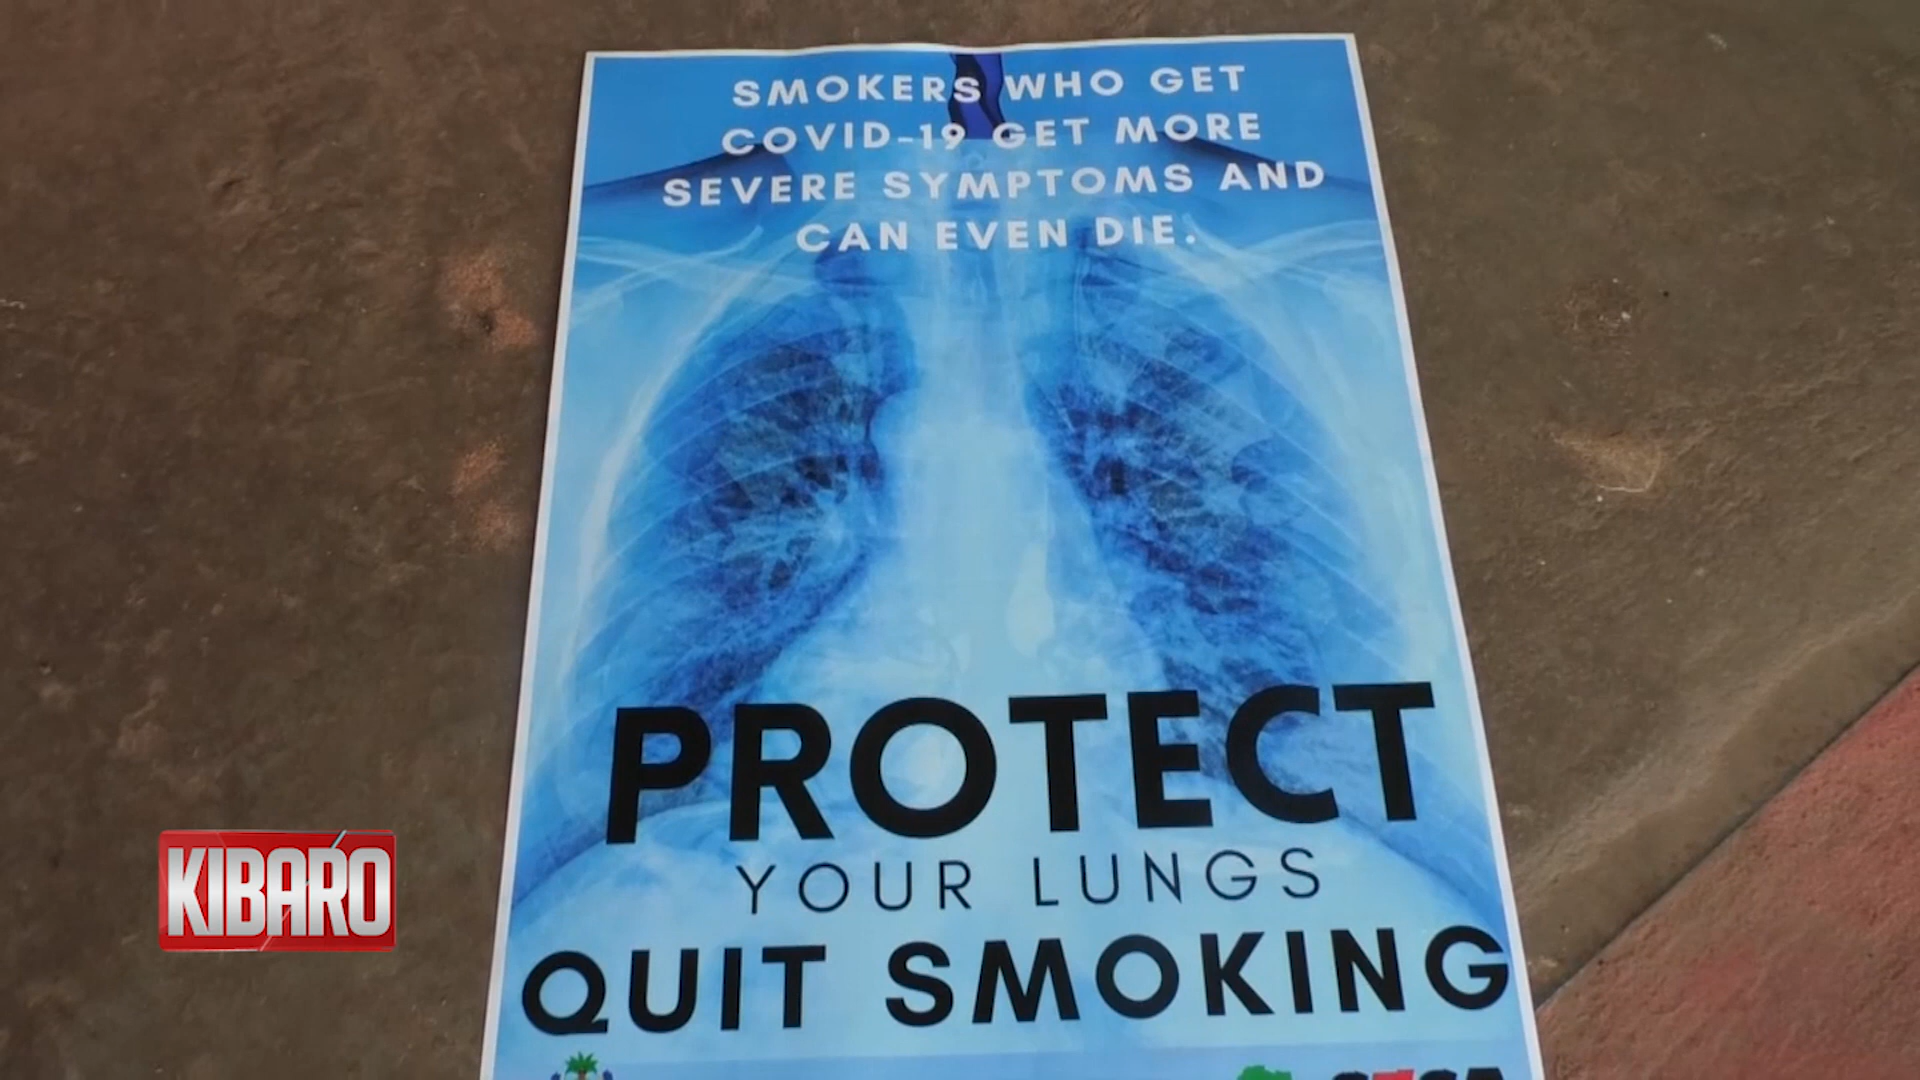 SMOKERS WHO GET
COVID-19 GET MORE
SEVERE SYMPTOMS AND
CAN EVEN DIE.
PROTECT
YOUR LUNGS
QUIT SMOKING
KIBARO